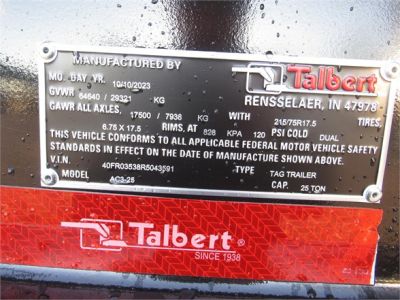 MANUFACTURED BY Talbert®
MO. DAY. YR. 10/10/2023 RENSSELAER, IN 47978
GVWR 64640 / 29321 KG
GAWR ALL AXLES, 17500 / 7938 KG WITH 215/75R17.5 TIRES,
6.75 X 17.5 RIMS, AT 828 KPA 120 PSI COLD DUAL
THIS VEHICLE CONFORMS TO ALL APPLICABLE FEDERAL MOTOR VEHICLE SAFETY
STANDARDS IN EFFECT ON THE DATE OF MANUFACTURE SHOWN ABOVE.
V.I.N. 40FR03538R5043591 TYPE TAG TRAILER
MODEL AC3-25 CAP. 25 TON
Talbert®
SINCE 1938